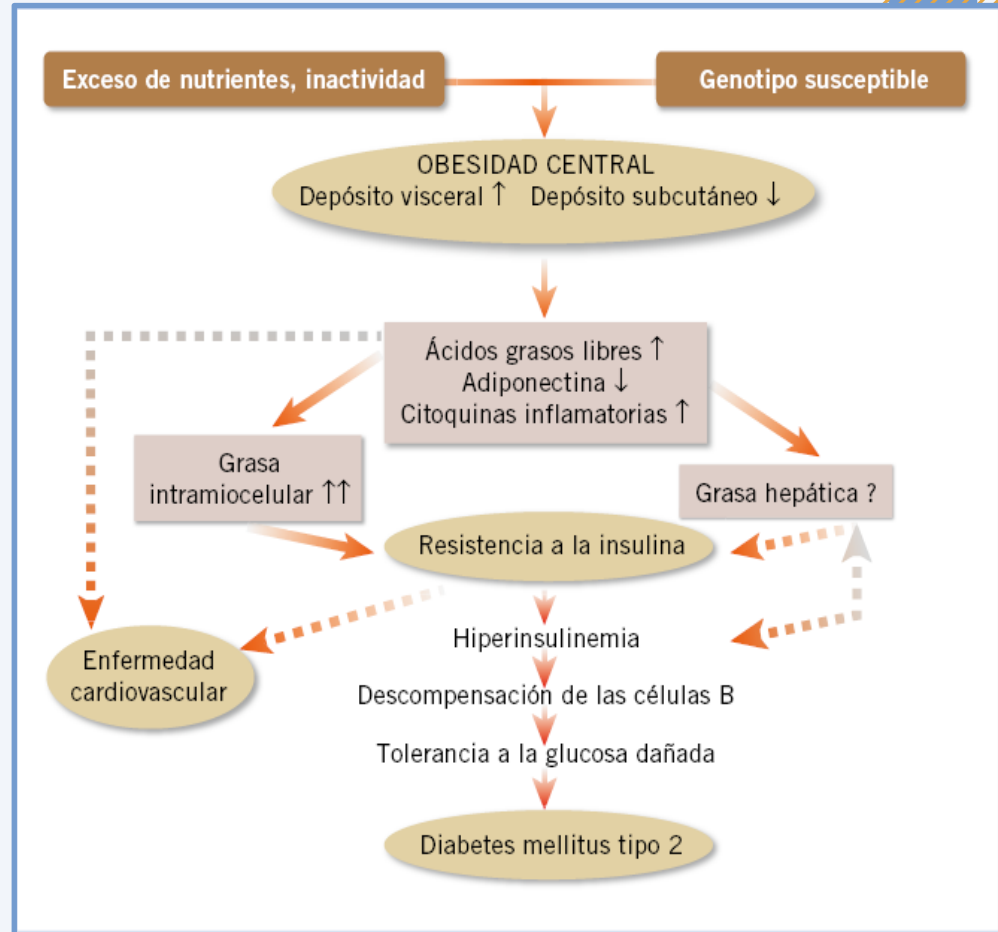 Exceso de nutrientes, inactividad
Genotipo susceptible
OBESIDAD CENTRAL
Depósito visceral ↑ Depósito subcutáneo ↓
Ácidos grasos libres ↑
Adiponectina ↓
Citoquinas inflamatorias ↑
Grasa
intramiocelular ↑↑
Grasa hepática ?
Resistencia a la insulina
Hiperinsulinemia
Enfermedad
cardiovascular
Descompensación de las células B
Tolerancia a la glucosa dañada
Diabetes mellitus tipo 2